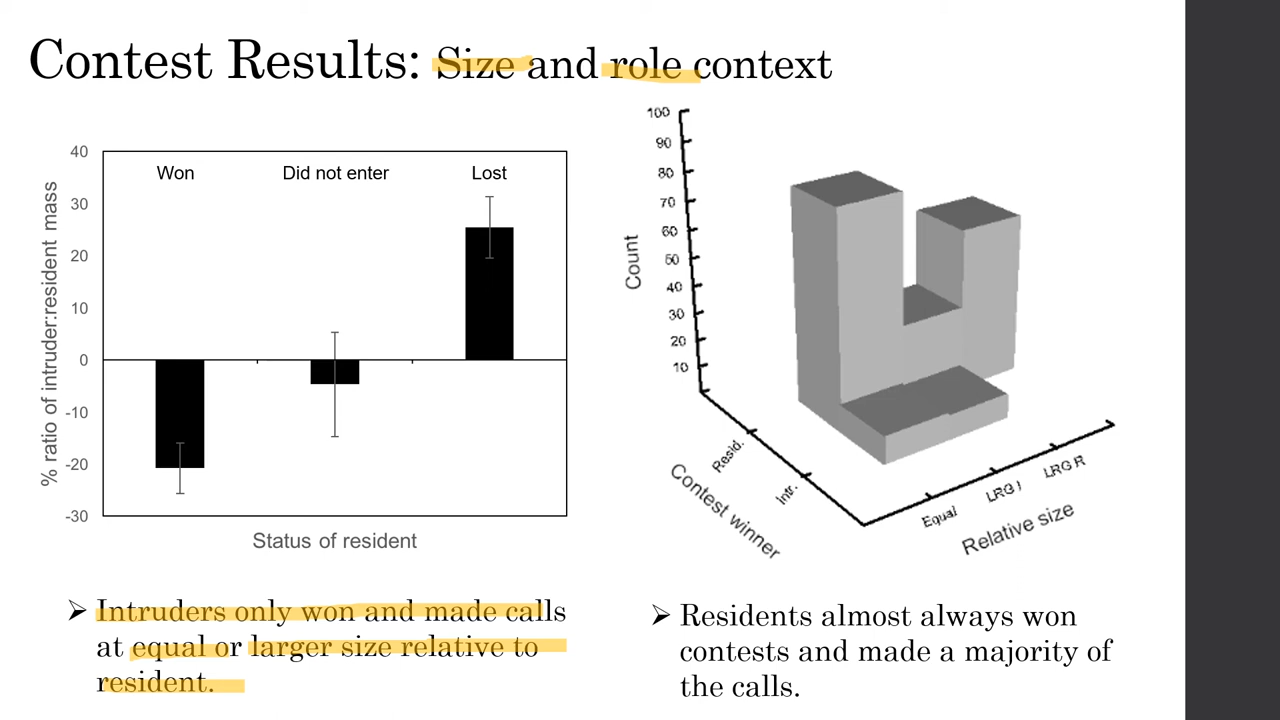 Contest Results: Size and role context
40
30
20
10
0
-10
-20
-30
% ratio of intruder:resident mass
Won
Did not enter
Lost
Status of resident
100
90
80
70
60
50
40
30
20
10
Count
Resid.
Intr.
Contest winner
Equal
LRG I
LRG R
Relative size
➢ Intruders only won and made calls
at equal or larger size relative to
resident.
➢ Residents almost always won
contests and made a majority of
the calls.